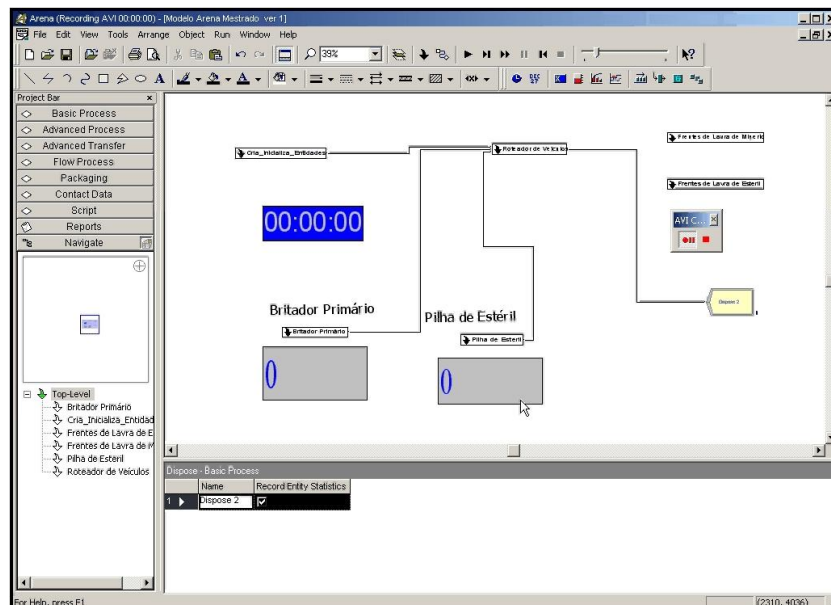 Arena (Recording AVI 00:00:00) - [Modelo Arena Mestrado ver 1]
File Edit View Tools Arrange Object Run Window Help
39%
Project Bar
Basic Process
Advanced Process
Advanced Transfer
Flow Process
Packaging
Contact Data
Script
Reports
Navigate
Top-Level
Britador Primário
Cria_Inicializa_Entidad
Frentes de Lavra de E
Frentes de Lavra de M
Pilha de Esteril
Roteador de Veículos
Cria_Inicializa_Entidades
Roteador de Veículos
Frentes de Lavra de
Frentes de Lavra de Esteril
00:00:00
AVI C...
Dispose 2
Britador Primário
Britador Primário
0
Pilha de Estéril
Pilha de Esteril
0
Dispose - Basic Process
Name Record Entity Statistics
1 Dispose 2
For Help, press F1
(2310, 4036)